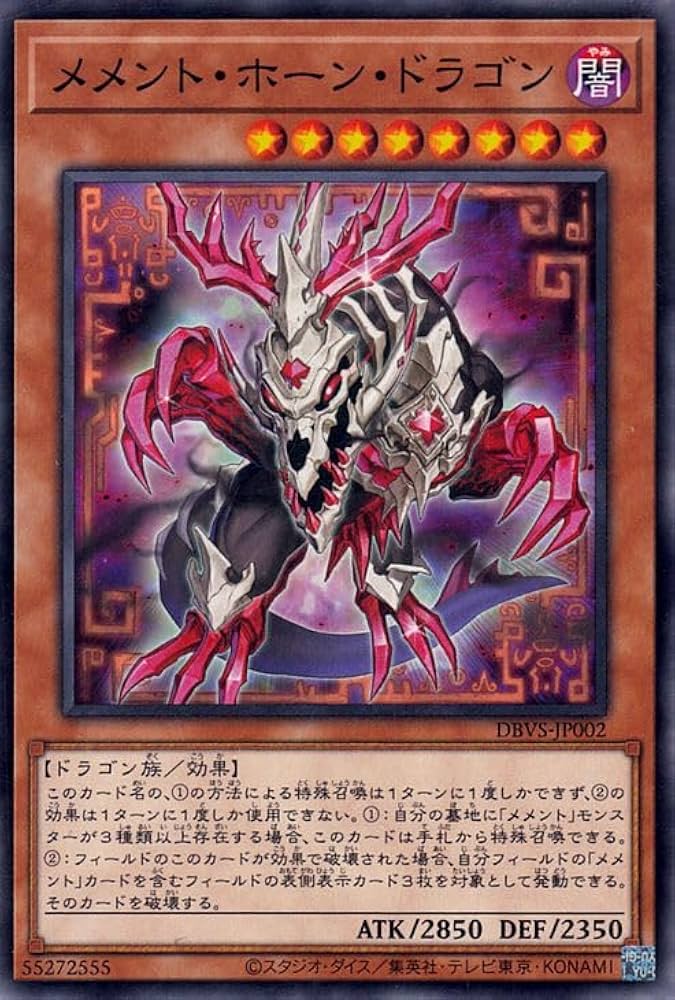 メメント・ホーン・ドラゴン
やみ
闇
DBVS-JP002
【ドラゴン族／効果】
このカード名の、①の方法による特殊召喚は１ターンに１度しかできず、②の
効果は１ターンに１度しか使用できない。①：自分の墓地に「メメント」モンス
ターが３種類以上存在する場合、このカードは手札から特殊召喚できる。
②：フィールドのこのカードが効果で破壊された場合、自分フィールドの「メメ
ント」カードを含むフィールドの表側表示カード３枚を対象として発動できる。
そのカードを破壊する。
ATK/2850 DEF/2350
55272555
©スタジオ・ダイス／集英社・テレビ東京・KONAMI